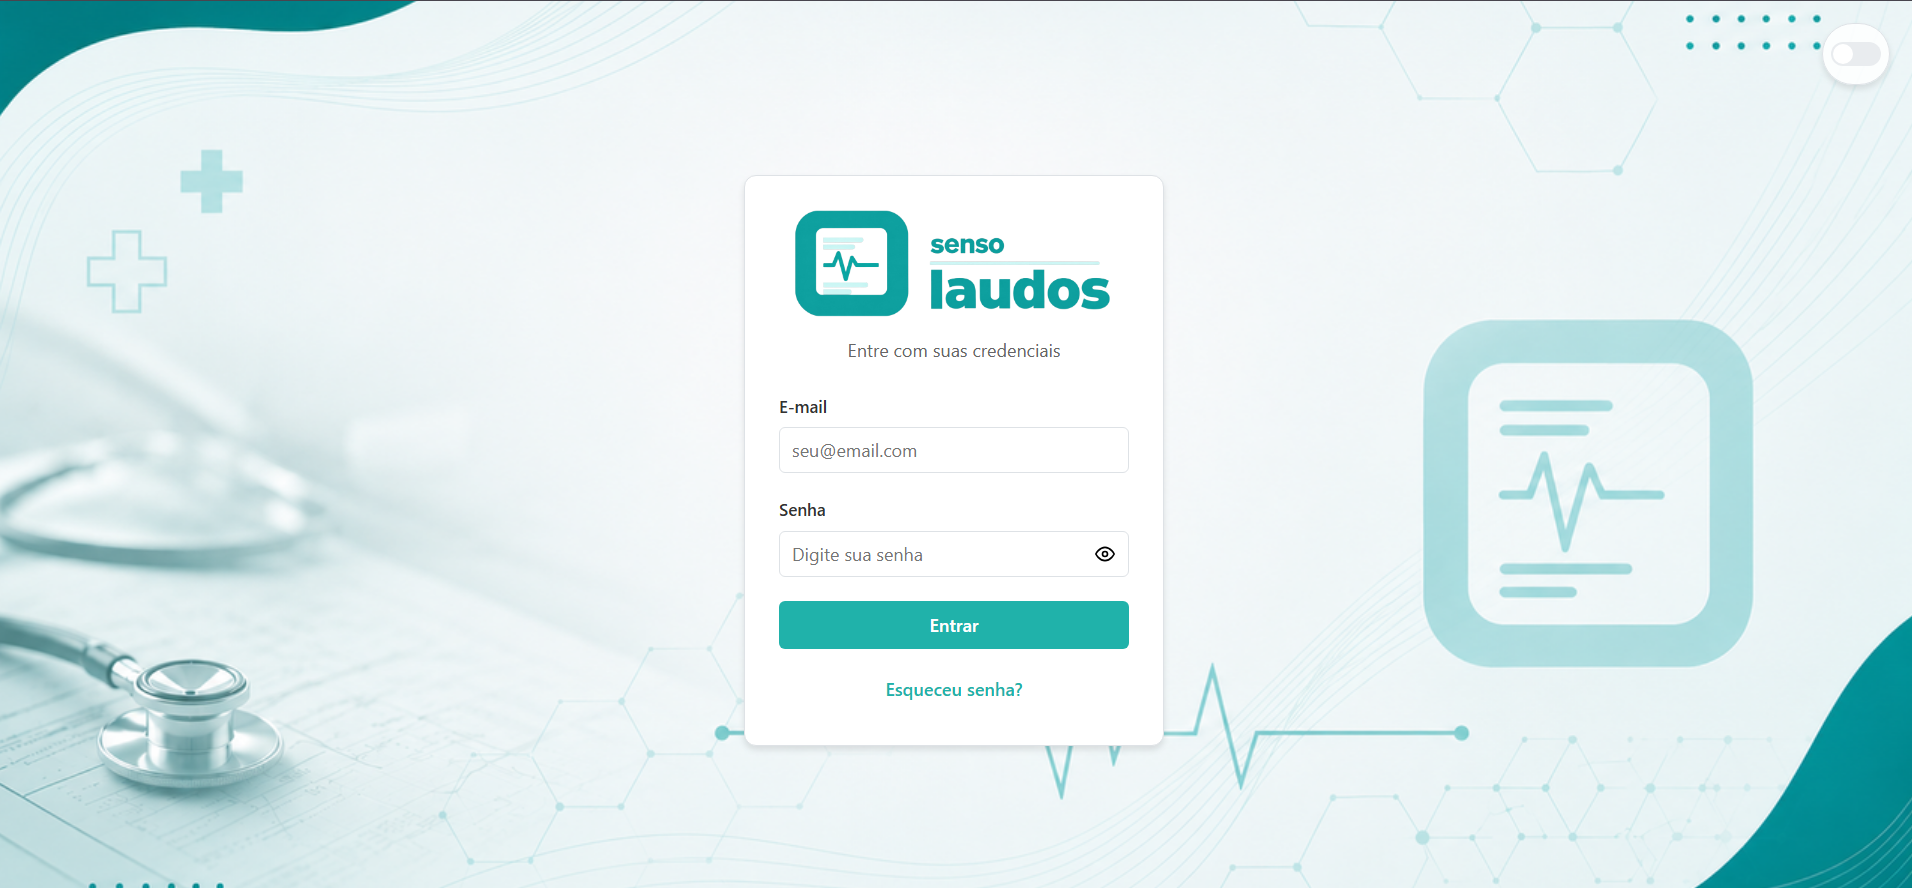 senso
laudos
Entre com suas credenciais
E-mail
seu@email.com
Senha
Digite sua senha
Entrar
Esqueceu senha?